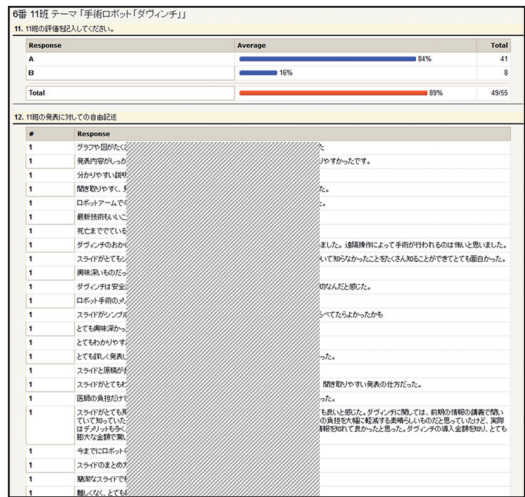 6番 11班 テーマ「手術ロボット「ダヴィンチ」」
11. 11班の評価を記入してください。
Response Average Total
A 84% 41
B 16% 8
Total 89% 49/55
12. 11班の発表に対しての自由記述
# Response
1 グラフや図がたく た
1 発表内容がしっか りやすかったです。
1 分かりやすい説明
1 聞き取りやすく、 た。
1 ロボットアームで た。
1 最新技術もいいこ
1 死亡まででている
1 ダヴィンチのおか ました。遠隔操作によって手術が行われるのは怖いと思いました。
1 スライドがとても いて知らなかったことをたくさん知ることができてとても面白かった。
1 興味深いものだっ
1 ダヴィンチは安全 切なんだと感じた。
1 ロボット手術のメ
1 スライドがシンプル べてたらよかったかも
1 とても興味深かっ
1 とてもわかりやす
1 とても詳しく発表し った。
1 スライドと原稿が
1 スライドがとても 聞き取りやすい発表の仕方だった。
1 医師の負担だけで った。
1 スライドがとても見 ても良いと感じた。ダヴィンチに関しては、前期の情報の講義で聞い
ていて知っていた の負担を大幅に軽減する素晴らしいものだと思っていたけど、実際
はデメリットも多く、 情報を知れて良かったと思った。ダヴィンチの導入金額を知り、とても
膨大な金額で驚い
1 今までにロボット
1 スライドのまとめ方
1 簡潔なスライドで
1 難しくなく、とても